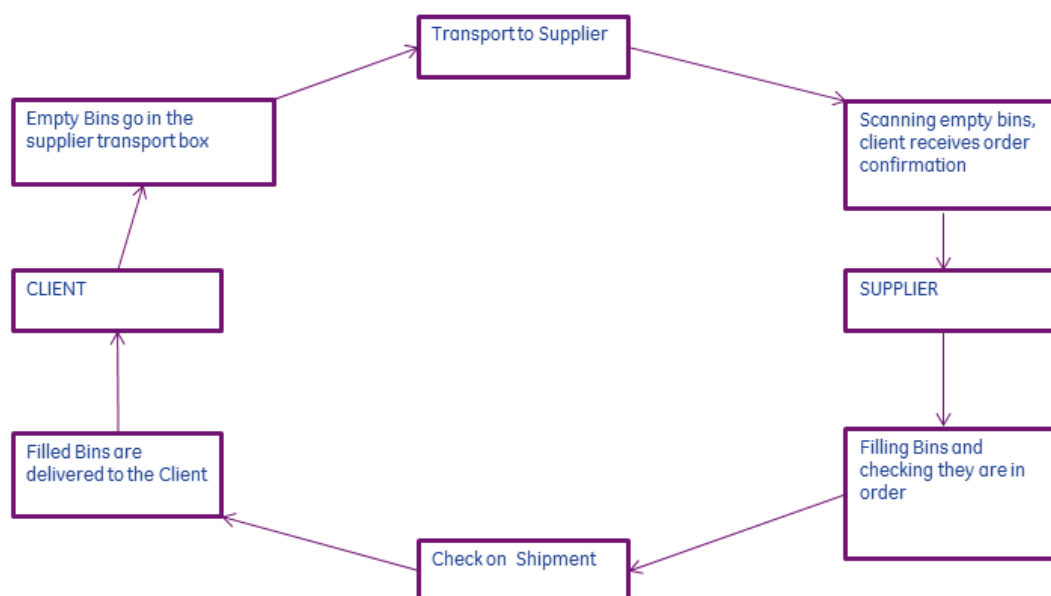 Transport to Supplier
Empty Bins go in the
supplier transport box
Scanning empty bins,
client receives order
confirmation
CLIENT
SUPPLIER
Filled Bins are
delivered to the Client
Filling Bins and
checking they are in
order
Check on Shipment